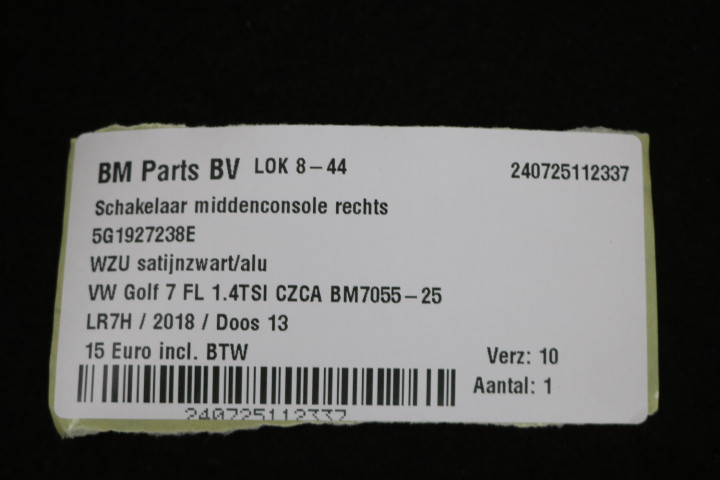 BM Parts BV LOK 8-44 240725112337
Schakelaar middenconsole rechts
5G1927238E
WZU satijnzwart/alu
VW Golf 7 FL 1.4TSI CZCA BM7055-25
LR7H / 2018 / Doos 13
15 Euro incl. BTW Verz: 10
Aantal: 1
240725112337